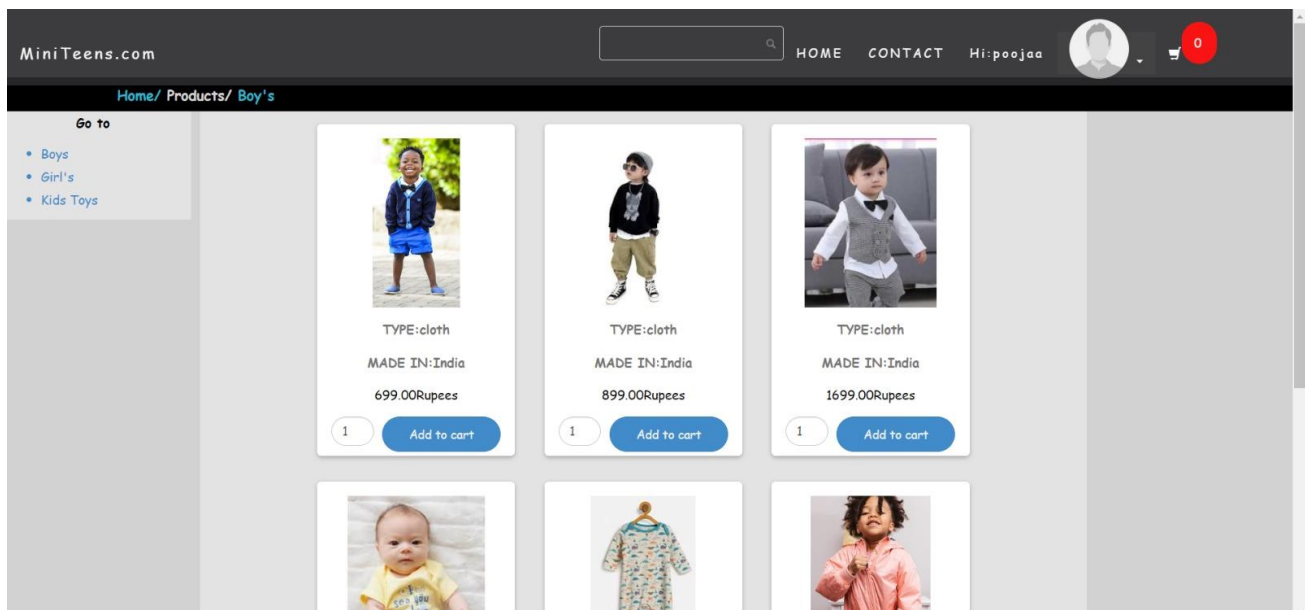 MiniTeens.com
HOME CONTACT Hi:poojaa 0
Home/ Products/ Boy's
Go to
Boys
Girl's
Kids Toys
TYPE:cloth
MADE IN:India
699.00Rupees
1 Add to cart
TYPE:cloth
MADE IN:India
899.00Rupees
1 Add to cart
TYPE:cloth
MADE IN:India
1699.00Rupees
1 Add to cart
see you